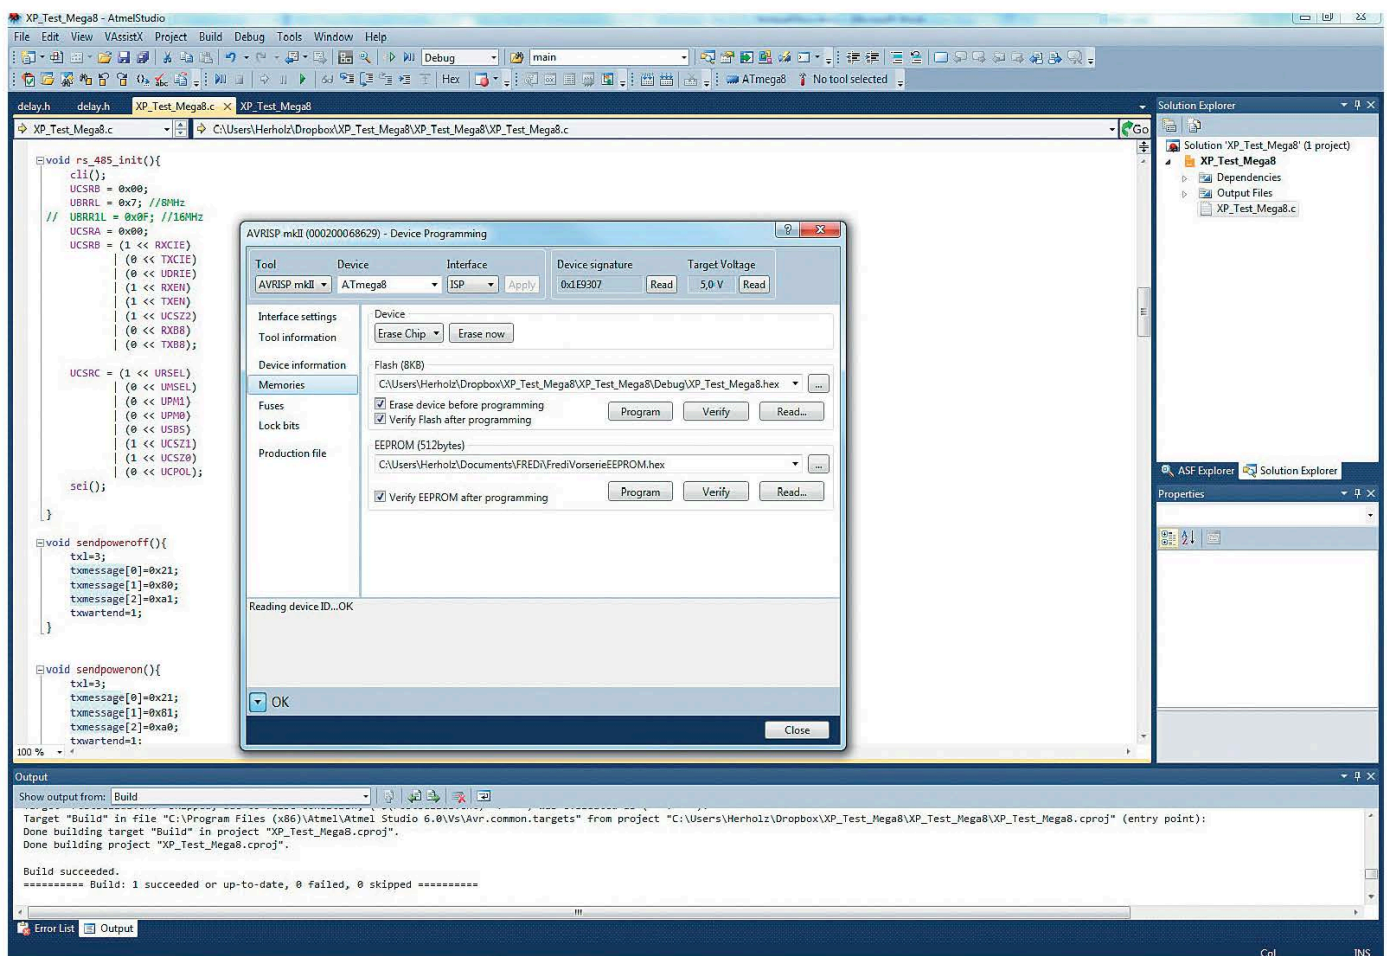 XP_Test_Mega8 - AtmelStudio
File Edit View VAssistX Project Build Debug Tools Window Help
Debug main
Hex ATmega8 No tool selected
delay.h delay.h XP_Test_Mega8.c XP_Test_Mega8
XP_Test_Mega8.c C:\Users\Herholz\Dropbox\XP_Test_Mega8\XP_Test_Mega8\XP_Test_Mega8.c Go
void rs_485_init(){
cli();
UCSRB = 0x00;
UBRRL = 0x7; //8MHz
// UBRR1L = 0x0F; //16MHz
UCSRA = 0x00;
UCSRB = (1 << RXCIE)
| (0 << TXCIE)
| (0 << UDRIE)
| (1 << RXEN)
| (1 << TXEN)
| (1 << UCSZ2)
| (0 << RXB8)
| (0 << TXB8);
UCSRC = (1 << URSEL)
| (0 << UMSEL)
| (0 << UPM1)
| (0 << UPM0)
| (0 << USBS)
| (1 << UCSZ1)
| (1 << UCSZ0)
| (0 << UCPOL);
sei();
}
void sendpoweroff(){
txl=3;
txmessage[0]=0x21;
txmessage[1]=0x80;
txmessage[2]=0xa1;
txwartend=1;
}
void sendpoweron(){
txl=3;
txmessage[0]=0x21;
txmessage[1]=0x81;
txmessage[2]=0xa0;
txwartend=1;
100 %
AVRISP mkII (000200068629) - Device Programming
Tool Device Interface Device signature Target Voltage
AVRISP mkII ATmega8 ISP Apply 0x1E9307 Read 5,0 V Read
Interface settings
Tool information
Device information
Memories
Fuses
Lock bits
Production file
Device
Erase Chip Erase now
Flash (8KB)
C:\Users\Herholz\Dropbox\XP_Test_Mega8\XP_Test_Mega8\Debug\XP_Test_Mega8.hex ...
Erase device before programming
Verify Flash after programming
Program Verify Read...
EEPROM (512bytes)
C:\Users\Herholz\Documents\FREDi\FrediVorserieEEPROM.hex ...
Verify EEPROM after programming
Program Verify Read...
Reading device ID...OK
OK
Close
Solution Explorer
Solution 'XP_Test_Mega8' (1 project)
XP_Test_Mega8
Dependencies
Output Files
XP_Test_Mega8.c
ASF Explorer Solution Explorer
Properties
Output
Show output from: Build
Target "Build" in file "C:\Program Files (x86)\Atmel\Atmel Studio 6.0\Vs\Avr.common.targets" from project "C:\Users\Herholz\Dropbox\XP_Test_Mega8\XP_Test_Mega8\XP_Test_Mega8.cproj" (entry point):
Done building target "Build" in project "XP_Test_Mega8.cproj".
Done building project "XP_Test_Mega8.cproj".
Build succeeded.
========== Build: 1 succeeded or up-to-date, 0 failed, 0 skipped ==========
Error List Output
Col INS